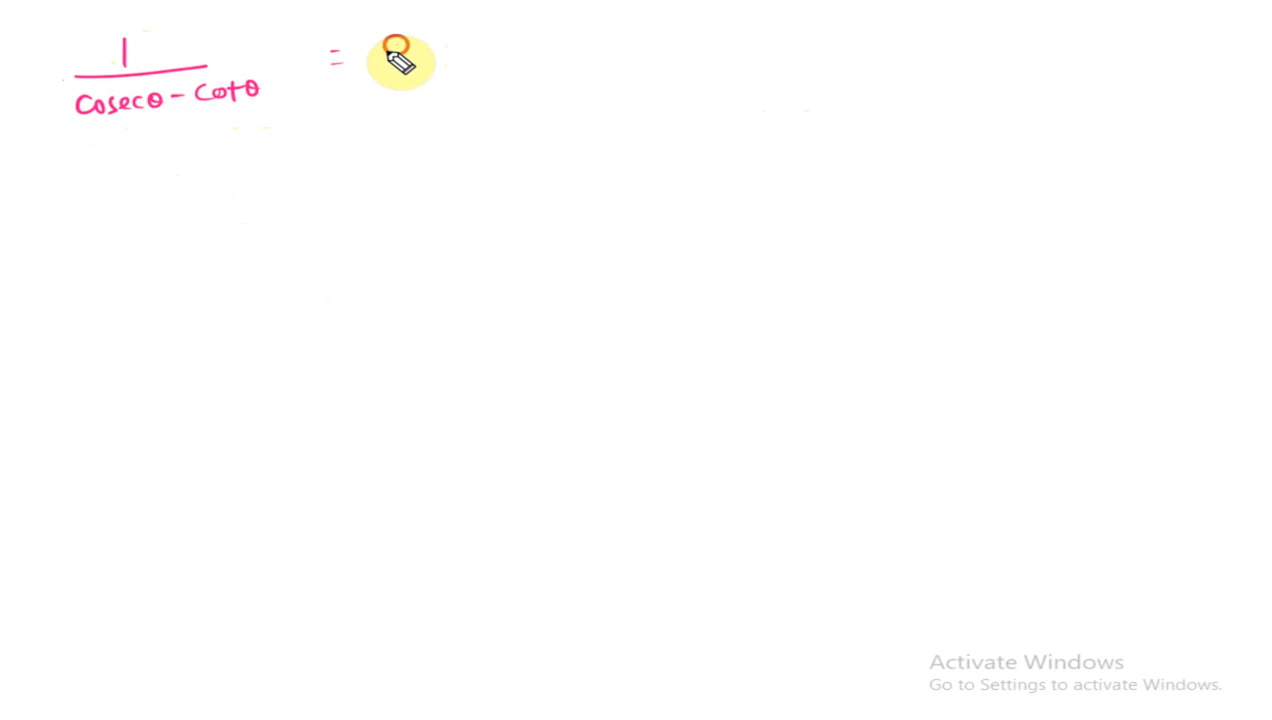 1 =
cosecθ - cotθ
Activate Windows
Go to Settings to activate Windows.